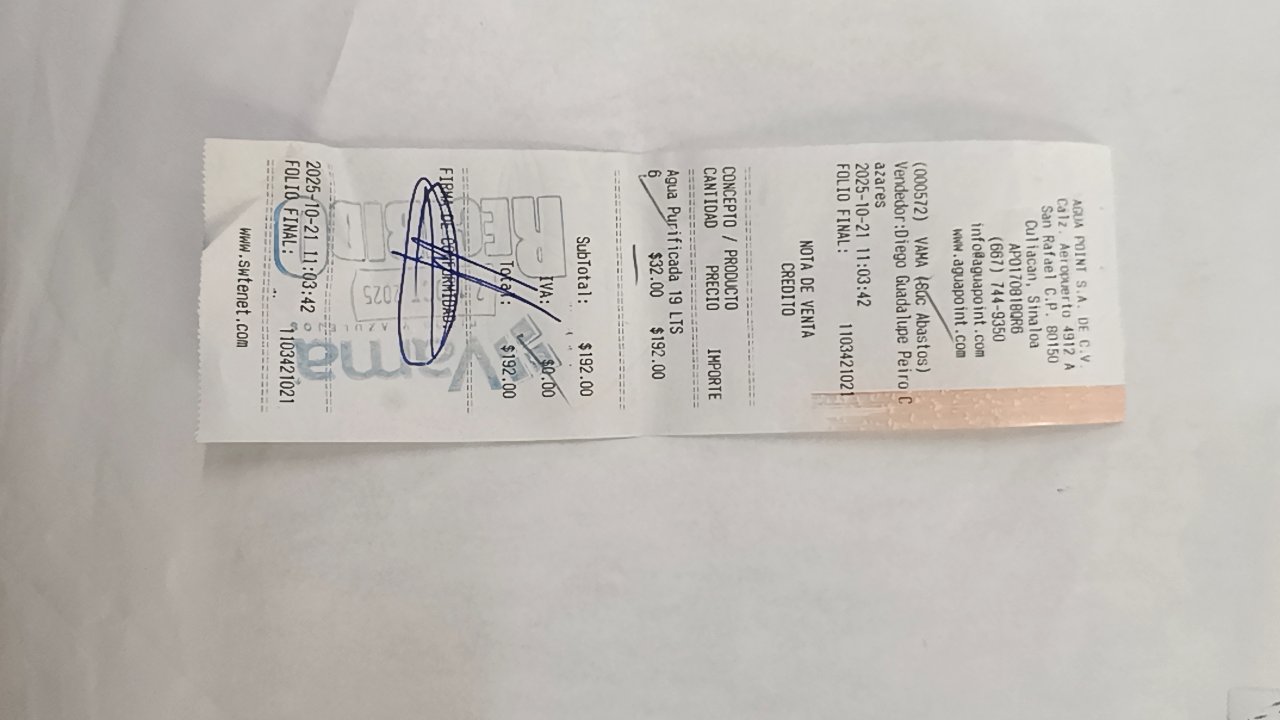 AGUA POINT S.A. DE C.V.
Calz. Aeropuerto 4912 A
San Rafael C.P. 80150
Culiacan, Sinaloa
APO170818QR6
(667) 744-9350
info@aguapoint.com
www.aguapoint.com
(000572) VAMA (Suc Abastos)
Vendedor:Diego Guadalupe Peiro C
azares
2025-10-21 11:03:42
FOLIO FINAL: 1103421021
NOTA DE VENTA
CREDITO
CONCEPTO / PRODUCTO
CANTIDAD PRECIO IMPORTE
Agua Purificada 19 LTS
6 $32.00 $192.00
SubTotal: $192.00
IVA: $0.00
Total: $192.00
FIRMA DE CONFORMIDAD:
RECIBID
OCT 2025
Vama
2025-10-21 11:03:42
FOLIO FINAL: 1103421021
www.swfenet.com